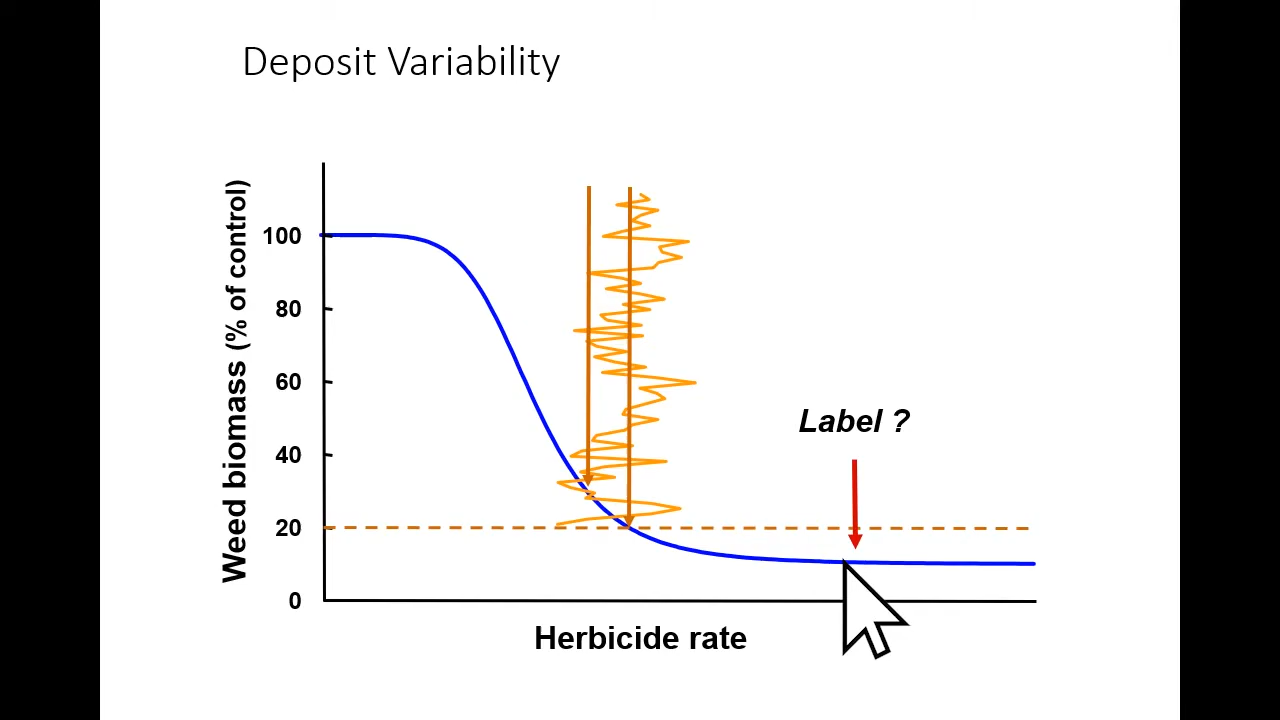 Deposit Variability
Weed biomass (% of control)
100
80
60
40
20
0
Label ?
Herbicide rate